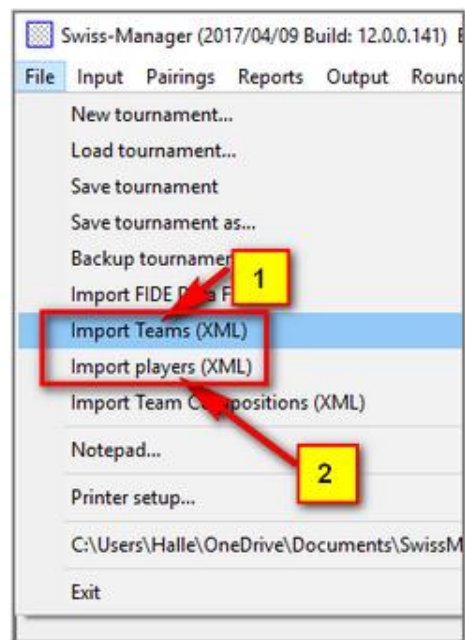 Swiss-Manager (2017/04/09 Build: 12.0.0.141)
File Input Pairings Reports Output
New tournament...
Load tournament...
Save tournament
Save tournament as...
Backup
1
Import FIDE
Import Teams (XML)
Import players (XML)
Import Team (XML)
Notepad...
2
Printer setup...
C:\Users\Halle\OneDrive\Documents\SwissM
Exit